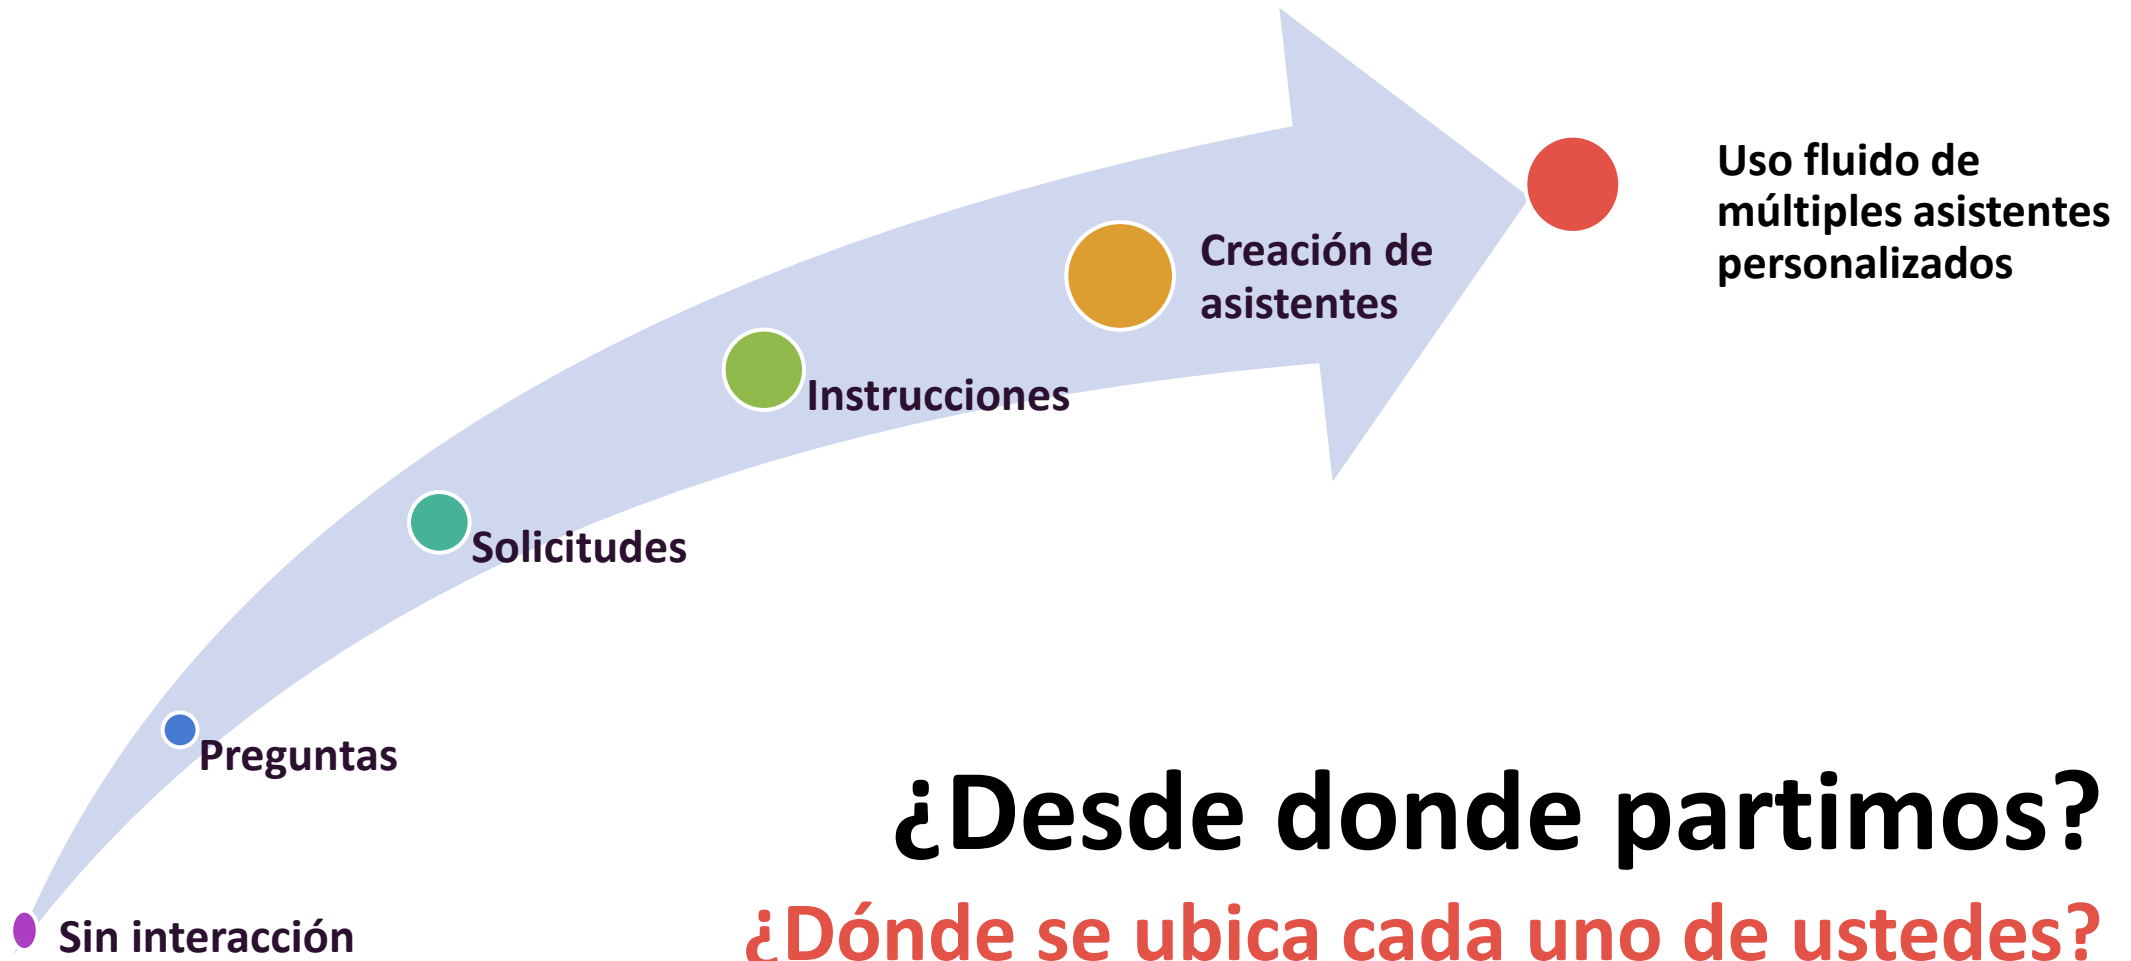 Uso fluido de
múltiples asistentes
personalizados
Creación de
asistentes
Instrucciones
Solicitudes
Preguntas
Sin interacción
¿Desde donde partimos?
¿Dónde se ubica cada uno de ustedes?